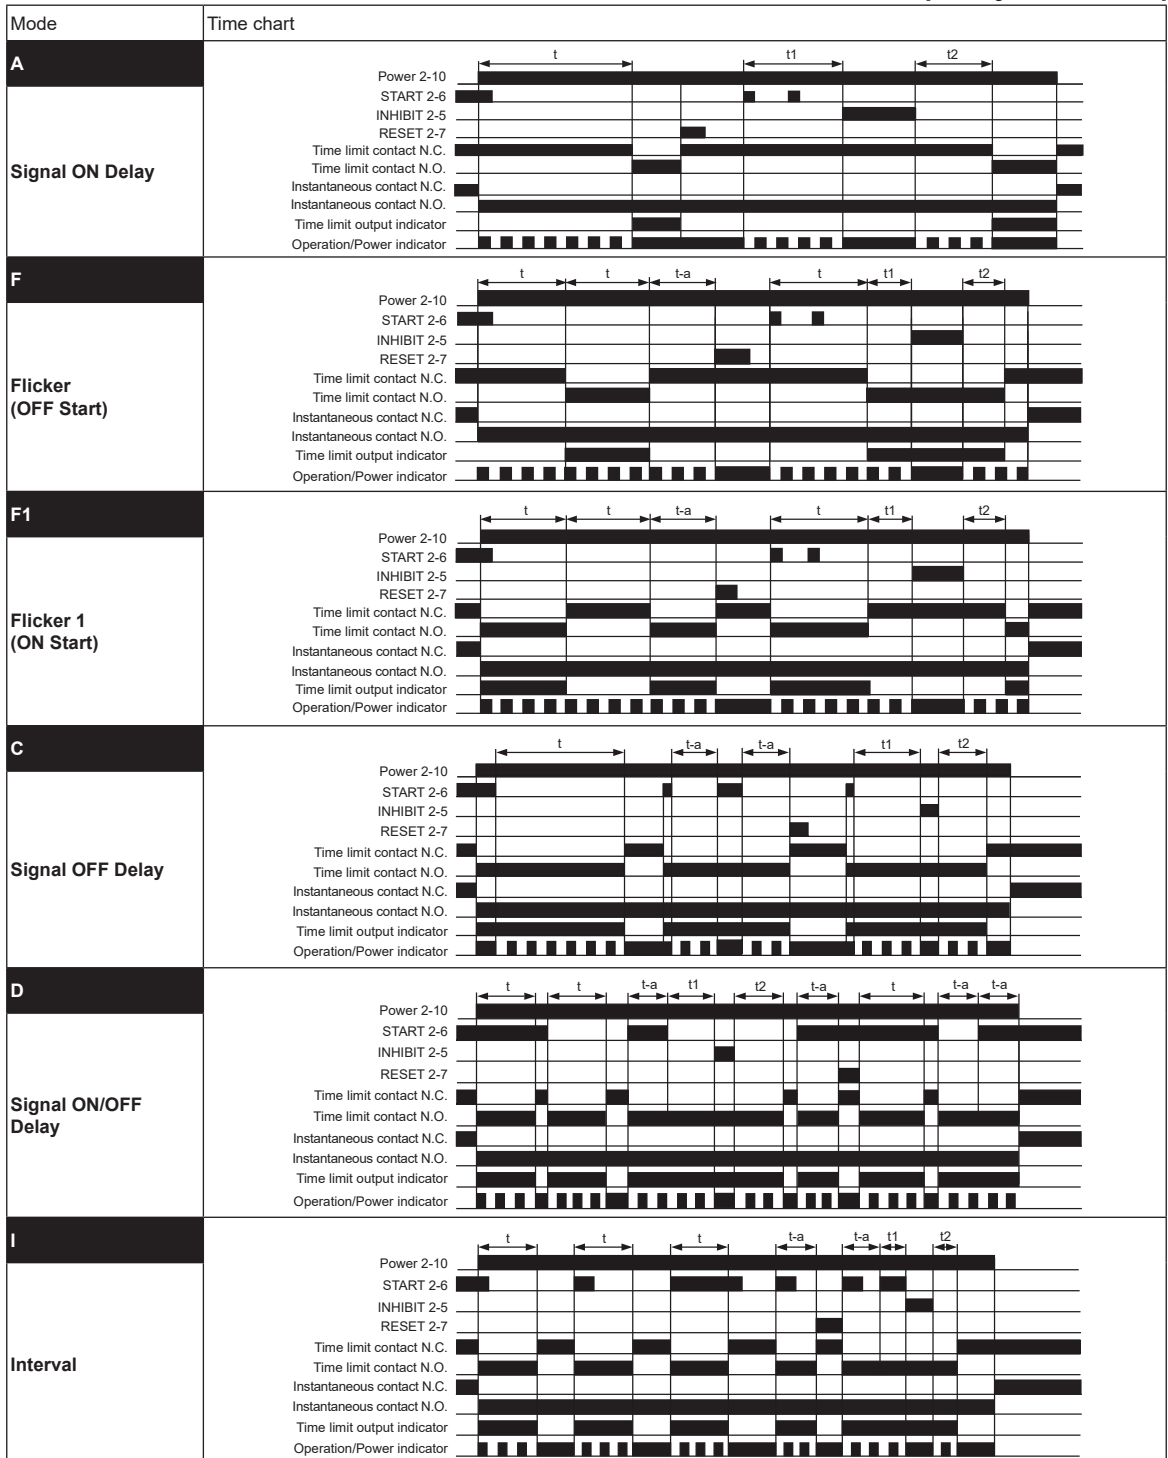 Mode Time chart
A
t t1 t2
Power 2-10
START 2-6
INHIBIT 2-5
RESET 2-7
Time limit contact N.C.
Signal ON Delay
Time limit contact N.O.
Instantaneous contact N.C.
Instantaneous contact N.O.
Time limit output indicator
Operation/Power indicator
F
t t t-a t t1 t2
Power 2-10
START 2-6
INHIBIT 2-5
RESET 2-7
Time limit contact N.C.
Flicker
(OFF Start)
Time limit contact N.O.
Instantaneous contact N.C.
Instantaneous contact N.O.
Time limit output indicator
Operation/Power indicator
F1
t t t-a t t1 t2
Power 2-10
START 2-6
INHIBIT 2-5
RESET 2-7
Time limit contact N.C.
Flicker 1
(ON Start)
Time limit contact N.O.
Instantaneous contact N.C.
Instantaneous contact N.O.
Time limit output indicator
Operation/Power indicator
C
t t-a t-a t1 t2
Power 2-10
START 2-6
INHIBIT 2-5
RESET 2-7
Time limit contact N.C.
Signal OFF Delay
Time limit contact N.O.
Instantaneous contact N.C.
Instantaneous contact N.O.
Time limit output indicator
Operation/Power indicator
D
t t t-a t1 t2 t-a t t-a t-a
Power 2-10
START 2-6
INHIBIT 2-5
RESET 2-7
Time limit contact N.C.
Signal ON/OFF
Delay
Time limit contact N.O.
Instantaneous contact N.C.
Instantaneous contact N.O.
Time limit output indicator
Operation/Power indicator
I
t t t t-a t-a t1 t2
Power 2-10
START 2-6
INHIBIT 2-5
RESET 2-7
Time limit contact N.C.
Interval
Time limit contact N.O.
Instantaneous contact N.C.
Instantaneous contact N.O.
Time limit output indicator
Operation/Power indicator